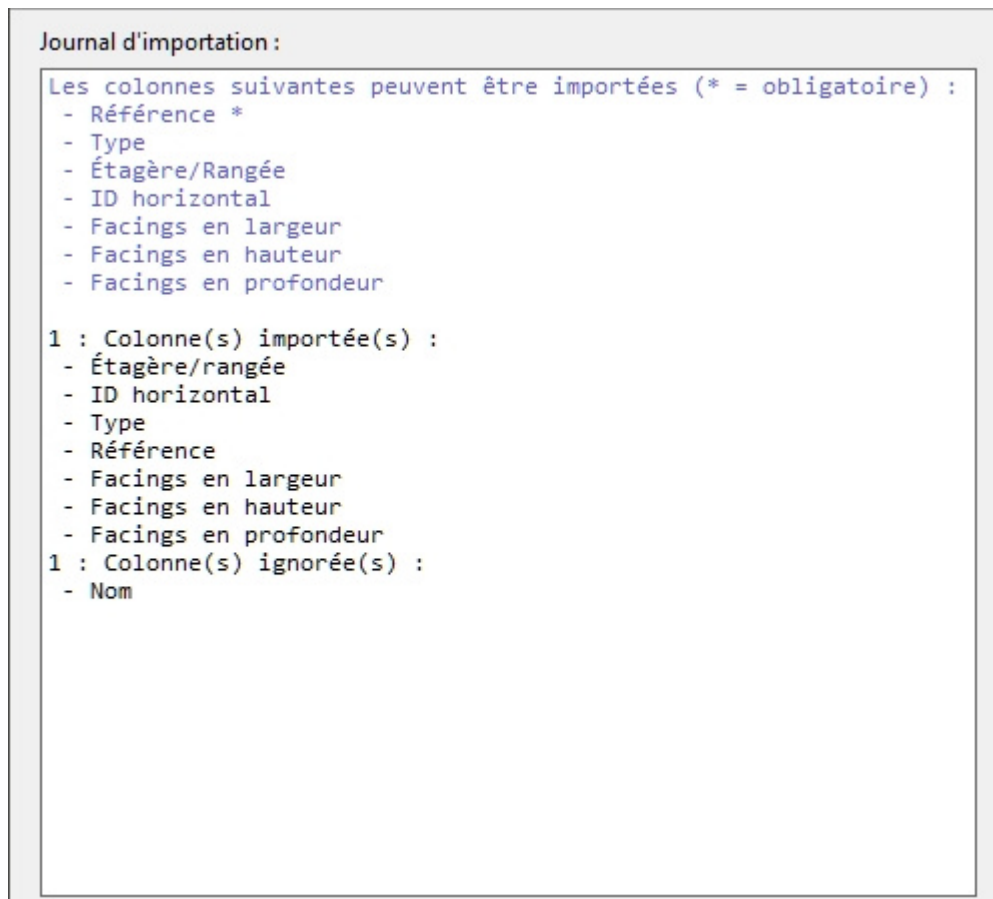 Journal d'importation :
Les colonnes suivantes peuvent être importées (* = obligatoire) :
- Référence *
- Type
- Étagère/Rangée
- ID horizontal
- Facings en largeur
- Facings en hauteur
- Facings en profondeur
1 : Colonne(s) importée(s) :
- Étagère/rangée
- ID horizontal
- Type
- Référence
- Facings en largeur
- Facings en hauteur
- Facings en profondeur
1 : Colonne(s) ignorée(s) :
- Nom